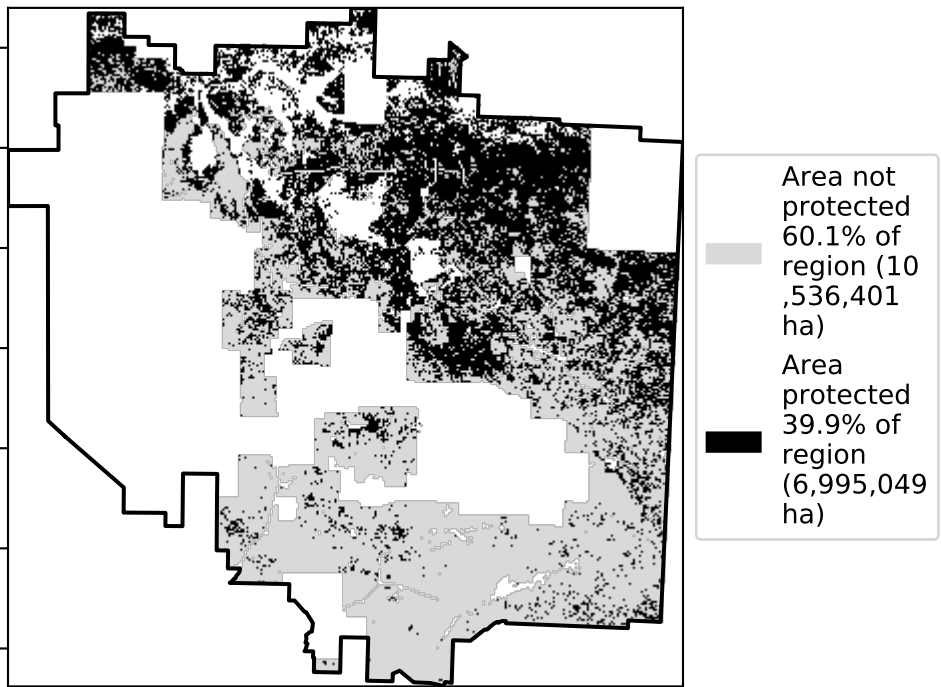 Area not
protected
60.1% of
region (10
,536,401
ha)
Area
protected
39.9% of
region
(6,995,049
ha)